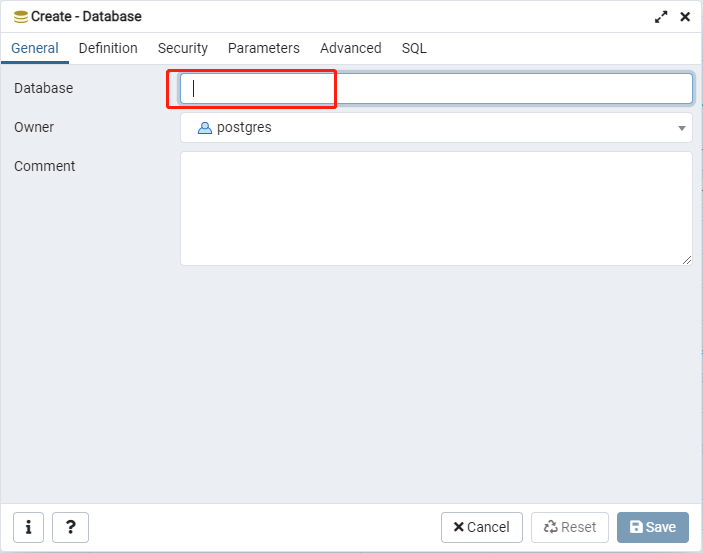 Create - Database
General Definition Security Parameters Advanced SQL
Database
Owner postgres
Comment
i ? Cancel Reset Save